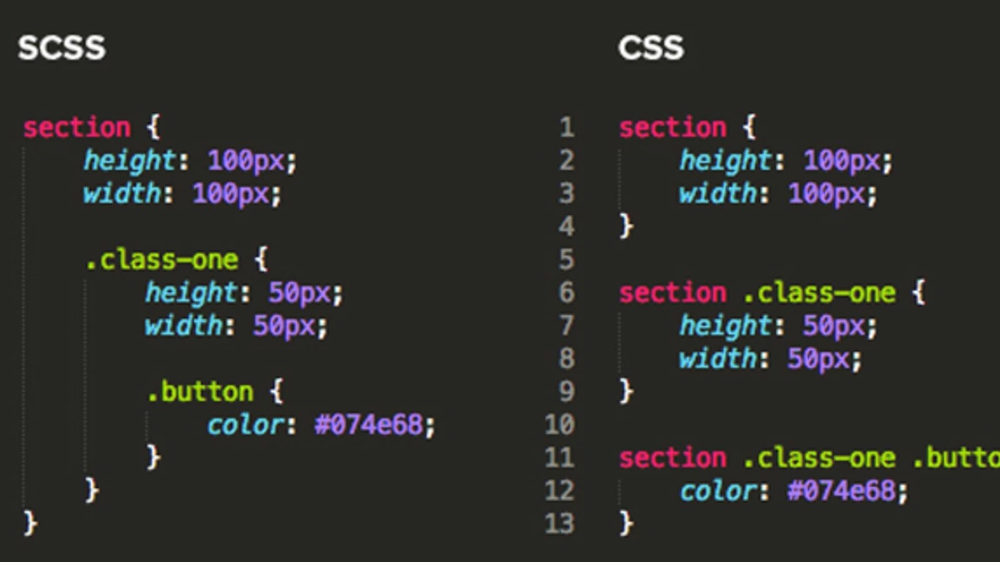 SCSS
section {
height: 100px;
width: 100px;
.class-one {
height: 50px;
width: 50px;
.button {
color: #074e68;
}
}
}
CSS
1 section {
2 height: 100px;
3 width: 100px;
4 }
5
6 section .class-one {
7 height: 50px;
8 width: 50px;
9 }
10
11 section .class-one .butto
12 color: #074e68;
13 }